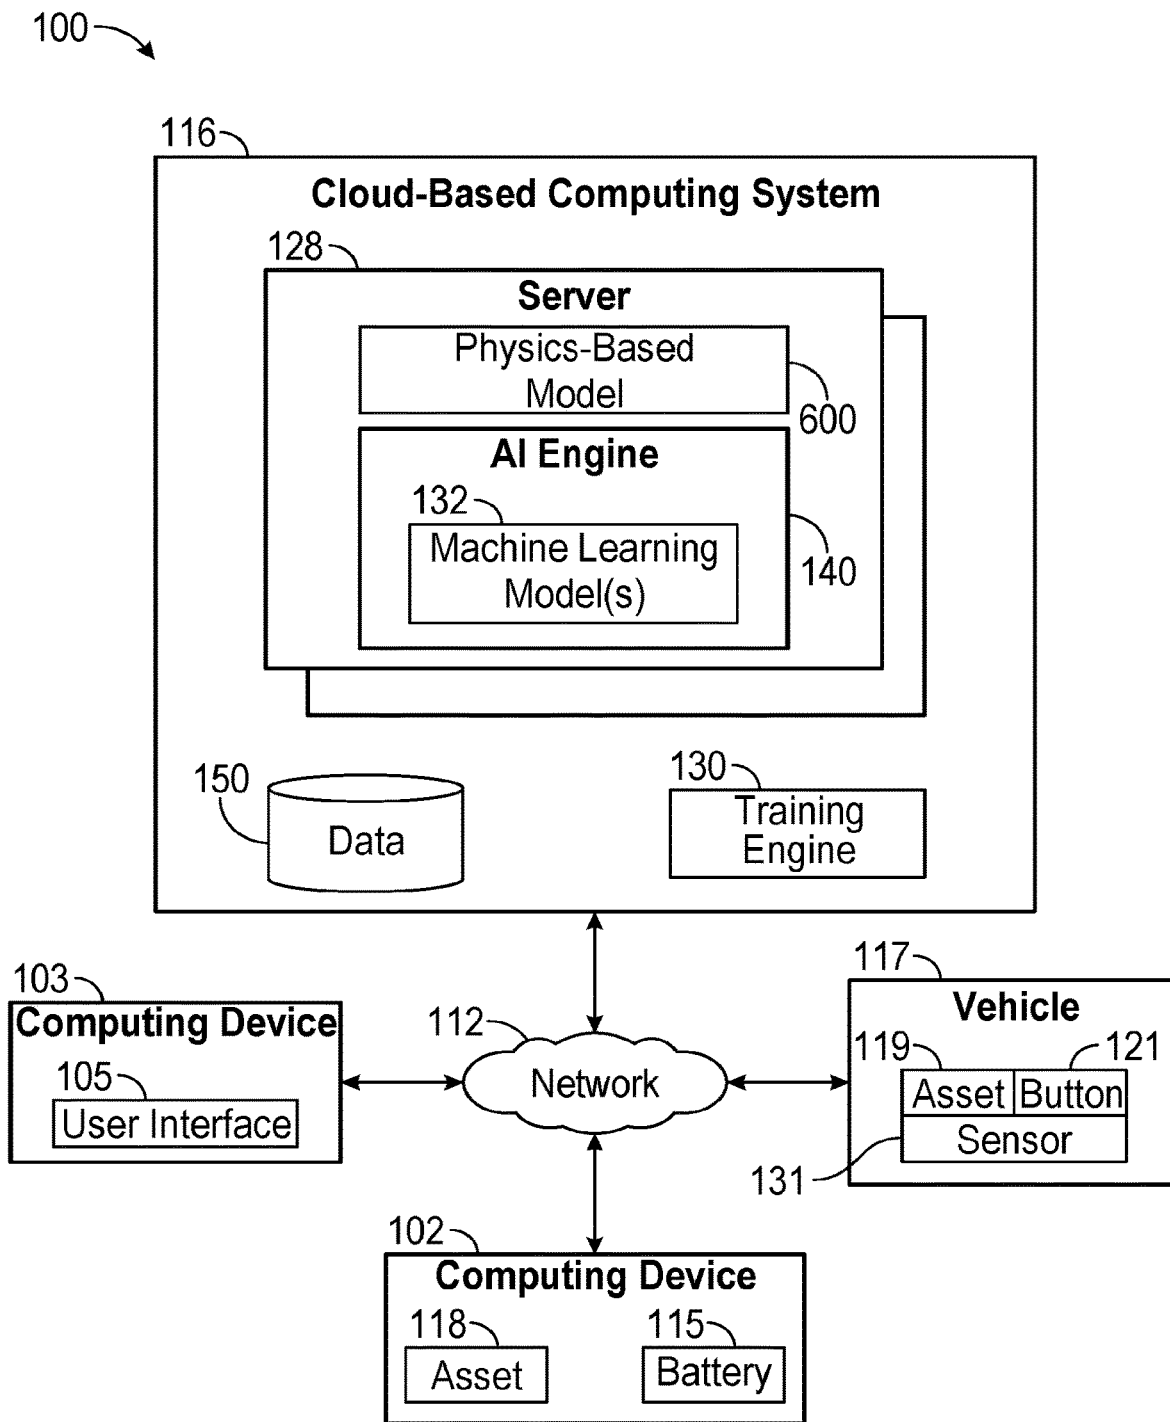 100
116
Cloud-Based Computing System
128
Server
Physics-Based
Model
600
AI Engine
132
Machine Learning
Model(s)
140
150
Data
130
Training
Engine
103
Computing Device
105
User Interface
112
Network
117
Vehicle
119
121
Asset
Button
Sensor
131
102
Computing Device
118
Asset
115
Battery